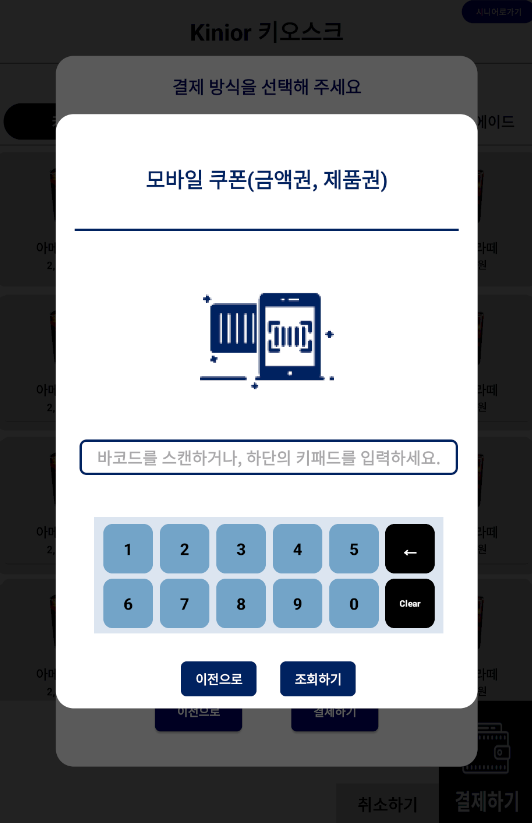 시니어로가기
Kinior 키오스크
결제 방식을 선택해 주세요
에이드
모바일 쿠폰(금액권, 제품권)
바코드를 스캔하거나, 하단의 키패드를 입력하세요.
1 2 3 4 5 ←
6 7 8 9 0 Clear
이전으로 조회하기
이전으로 결제하기
취소하기
결제하기